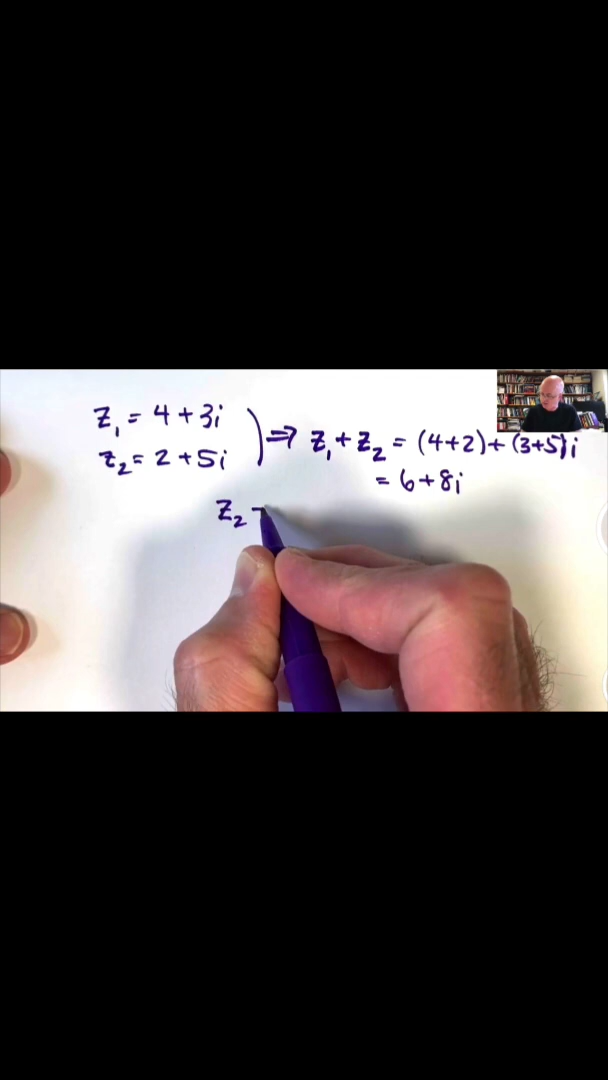 z₁ = 4 + 3i
z₂ = 2 + 5i
⇒ z₁ + z₂ = (4+2) + (3+5)i
= 6 + 8i
z₂ -